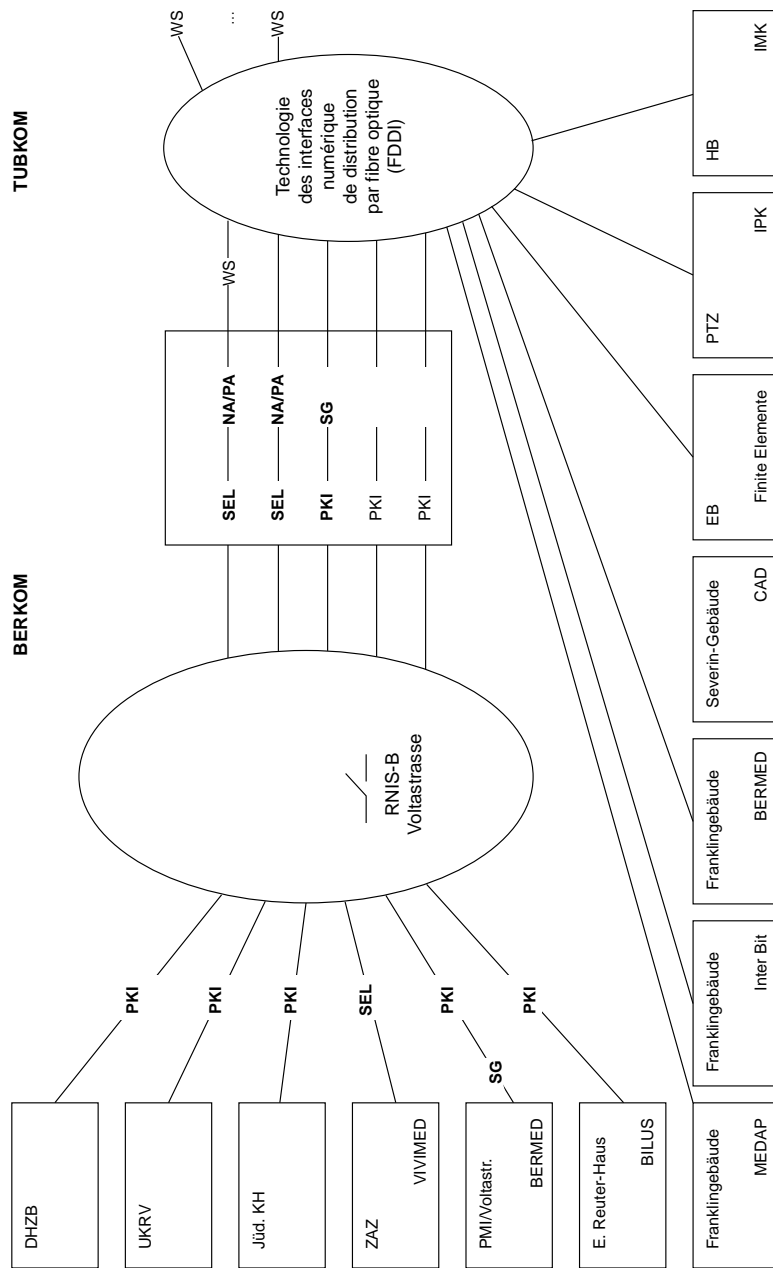 BERKOM
TUBKOM
DHZB
UKRV
Jüd. KH
ZAZ
VIVIMED
PMI/Voltastr.
BERMED
E. Reuter-Haus
BILUS
PKI
PKI
PKI
SEL
SG
PKI
PKI
RNIS-B
Voltastrasse
SEL NA/PA WS
SEL NA/PA
PKI SG
PKI
PKI
Technologie
des interfaces
numérique
de distribution
par fibre optique
(FDDI)
WS
...
WS
Franklingebäude
MEDAP
Franklingebäude
Inter Bit
Franklingebäude
BERMED
Severin-Gebäude
CAD
EB
Finite Elemente
PTZ
IPK
HB
IMK